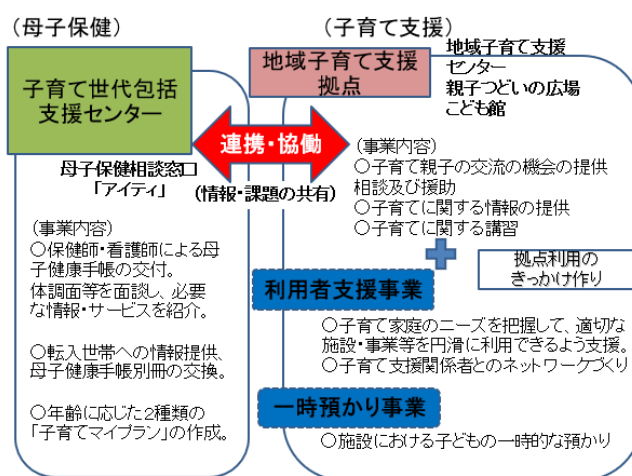 (母子保健)
子育て世代包括
支援センター
母子保健相談窓口
「アイティ」
(事業内容)
○保健師・看護師による母
子健康手帳の交付。
体調面等を面談し、必要
な情報・サービスを紹介。
○転入世帯への情報提供、
母子健康手帳別冊の交換。
○年齢に応じた2種類の
「子育てマイプラン」の作成。
連携・協働
(情報・課題の共有)
(子育て支援)
地域子育て支援
拠点
地域子育て支援
センター
親子つどいの広場
こども館
(事業内容)
○子育て親子の交流の機会の提供
相談及び援助
○子育てに関する情報の提供
○子育てに関する講習
拠点利用の
きっかけ作り
利用者支援事業
○子育て家庭のニーズを把握して、適切な
施設・事業等を円滑に利用できるよう支援。
○子育て支援関係者とのネットワークづくり
一時預かり事業
○施設における子どもの一時的な預かり